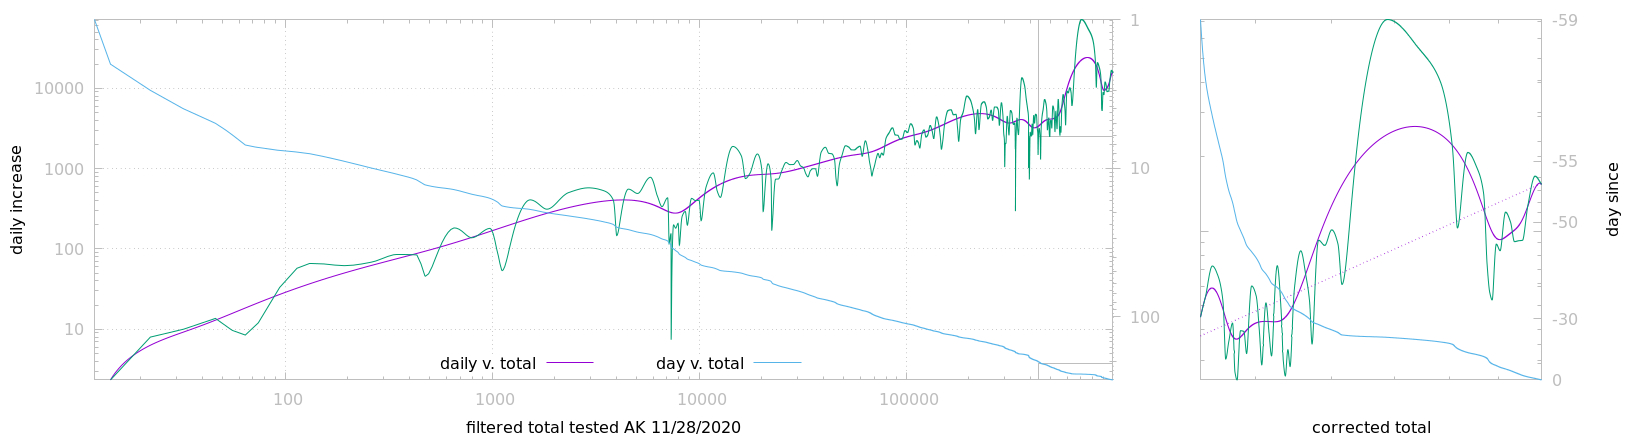 daily increase
10000
1000
100
10
100
1000
10000
100000
filtered total tested AK 11/28/2020
daily v. total
day v. total
1
10
100
-59
-55
-50
-30
0
day since
corrected total